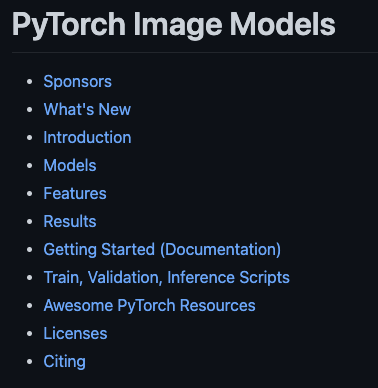 PyTorch Image Models
Sponsors
What's New
Introduction
Models
Features
Results
Getting Started (Documentation)
Train, Validation, Inference Scripts
Awesome PyTorch Resources
Licenses
Citing